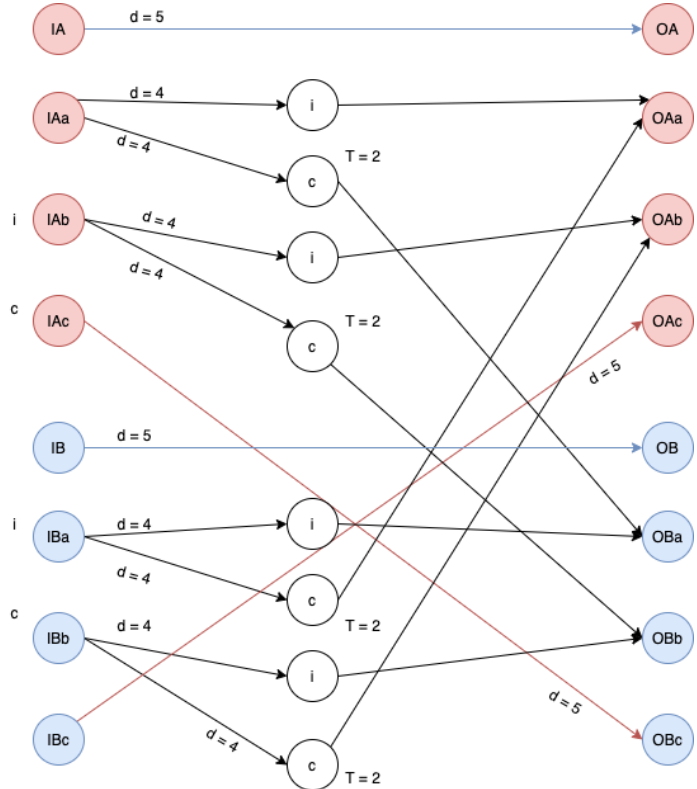 IA
d = 5
OA
IAa
d = 4
i
OAa
d = 4
c
T = 2
i
IAb
d = 4
i
OAb
d = 4
c
IAc
T = 2
c
OAc
d = 5
IB
d = 5
OB
i
IBa
d = 4
i
OBa
d = 4
c
T = 2
c
IBb
d = 4
i
OBb
d = 4
IBc
c
T = 2
d = 5
OBc